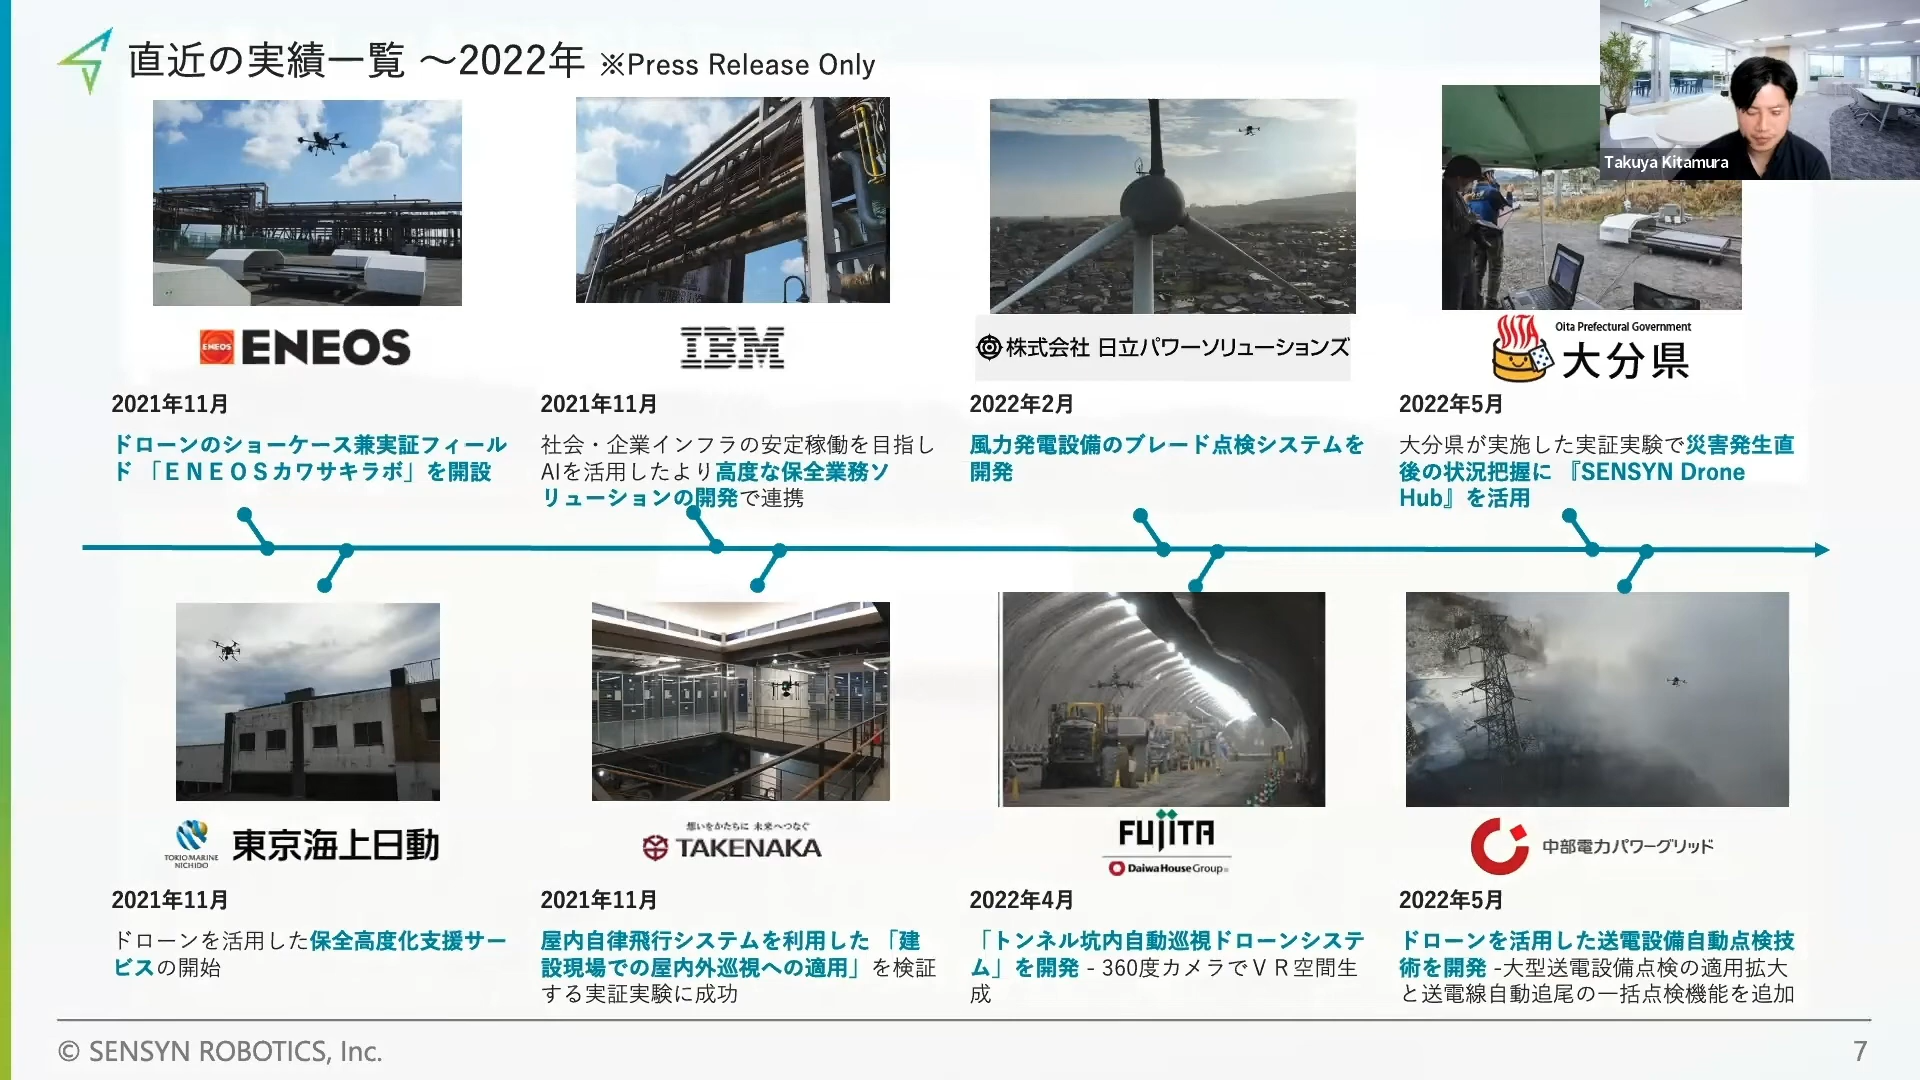 直近の実績一覧 ～2022年 ※Press Release Only
Takuya Kitamura
ENEOS
ENEOS
2021年11月
ドローンのショーケース兼実証フィール
ド 「ＥＮＥＯＳカワサキラボ」を開設
IBM
2021年11月
社会・企業インフラの安定稼働を目指し
AIを活用したより高度な保全業務ソ
リューションの開発で連携
株式会社 日立パワーソリューションズ
2022年2月
風力発電設備のブレード点検システムを
開発
OITA
Oita Prefectural Government
大分県
2022年5月
大分県が実施した実証実験で災害発生直
後の状況把握に 『SENSYN Drone
Hub』を活用
TOKIO MARINE
NICHIDO
東京海上日動
2021年11月
ドローンを活用した保全高度化支援サー
ビスの開始
想いをかたちに 未来へつなぐ
TAKENAKA
2021年11月
屋内自律飛行システムを利用した 「建
設現場での屋内外巡視への適用」を検証
する実証実験に成功
FUJITA
Daiwa House Group®
2022年4月
「トンネル坑内自動巡視ドローンシステ
ム」を開発 - 360度カメラでＶＲ空間生
成
中部電力パワーグリッド
2022年5月
ドローンを活用した送電設備自動点検技
術を開発 -大型送電設備点検の適用拡大
と送電線自動追尾の一括点検機能を追加
© SENSYN ROBOTICS, Inc.
7